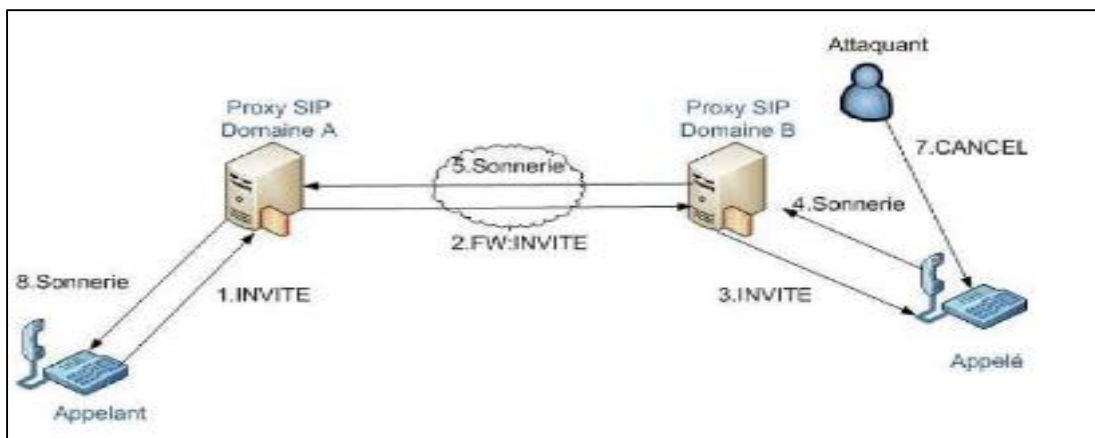 Attaquant
Proxy SIP
Domaine A
Proxy SIP
Domaine B
7.CANCEL
5.Sonnerie
4.Sonnerie
2.FW:INVITE
8.Sonnerie
1.INVITE
3.INVITE
Appelé
Appelant